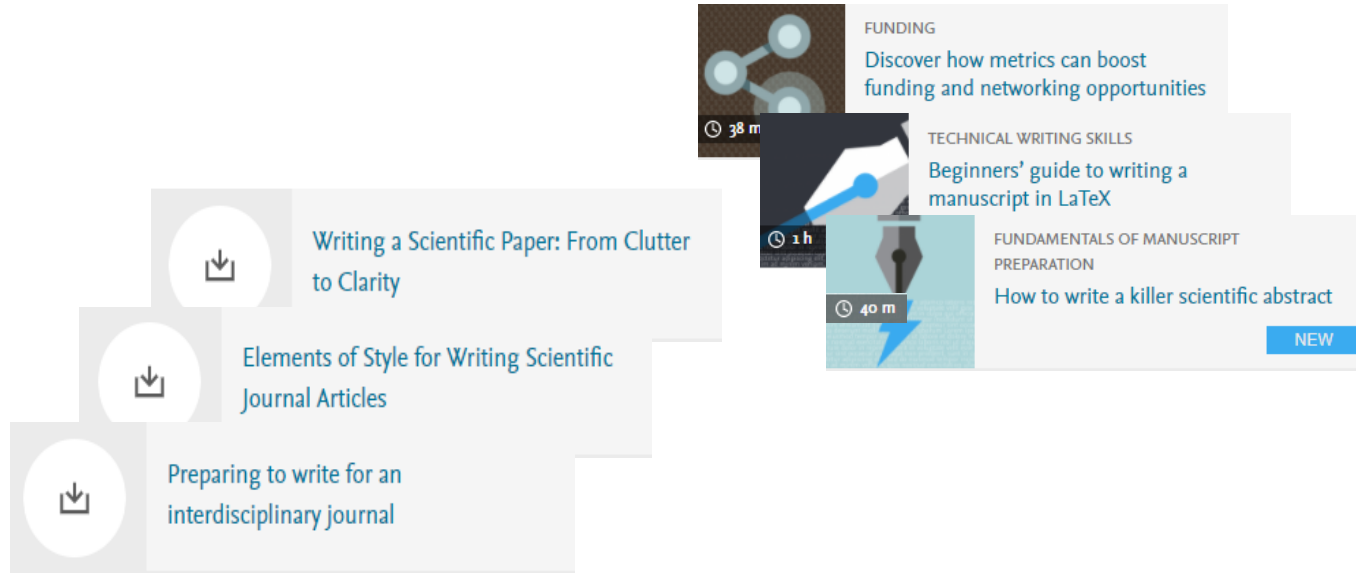 FUNDING
Discover how metrics can boost
funding and networking opportunities
38 m
TECHNICAL WRITING SKILLS
Beginners’ guide to writing a
manuscript in LaTeX
1 h
FUNDAMENTALS OF MANUSCRIPT
PREPARATION
How to write a killer scientific abstract
40 m
NEW
Writing a Scientific Paper: From Clutter
to Clarity
Elements of Style for Writing Scientific
Journal Articles
Preparing to write for an
interdisciplinary journal